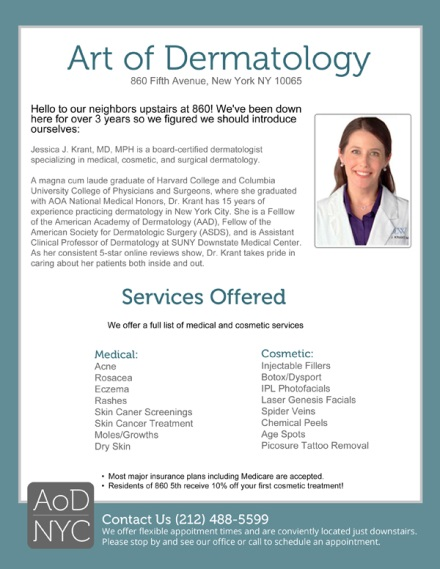 Art of Dermatology
860 Fifth Avenue, New York NY 10065
Hello to our neighbors upstairs at 860! We've been down
here for over 3 years so we figured we should introduce
ourselves:
Jessica J. Krant, MD, MPH is a board-certified dermatologist
specializing in medical, cosmetic, and surgical dermatology.
A magna cum laude graduate of Harvard College and Columbia
University College of Physicians and Surgeons, where she graduated
with AOA National Medical Honors, Dr. Krant has 15 years of
experience practicing dermatology in New York City. She is a Felllow
of the American Academy of Dermatology (AAD), Fellow of the
American Society for Dermatologic Surgery (ASDS), and is Assistant
Clinical Professor of Dermatology at SUNY Downstate Medical Center.
As her consistent 5-star online reviews show, Dr. Krant takes pride in
caring about her patients both inside and out.
Services Offered
We offer a full list of medical and cosmetic services
Medical:
Acne
Rosacea
Eczema
Rashes
Skin Caner Screenings
Skin Cancer Treatment
Moles/Growths
Dry Skin
Cosmetic:
Injectable Fillers
Botox/Dysport
IPL Photofacials
Laser Genesis Facials
Spider Veins
Chemical Peels
Age Spots
Picosure Tattoo Removal
• Most major insurance plans including Medicare are accepted.
• Residents of 860 5th receive 10% off your first cosmetic treatment!
AoD
NYC
Contact Us (212) 488-5599
We offer flexible appoitment times and are conviently located just downstairs.
Please stop by and see our office or call to schedule an appointment.